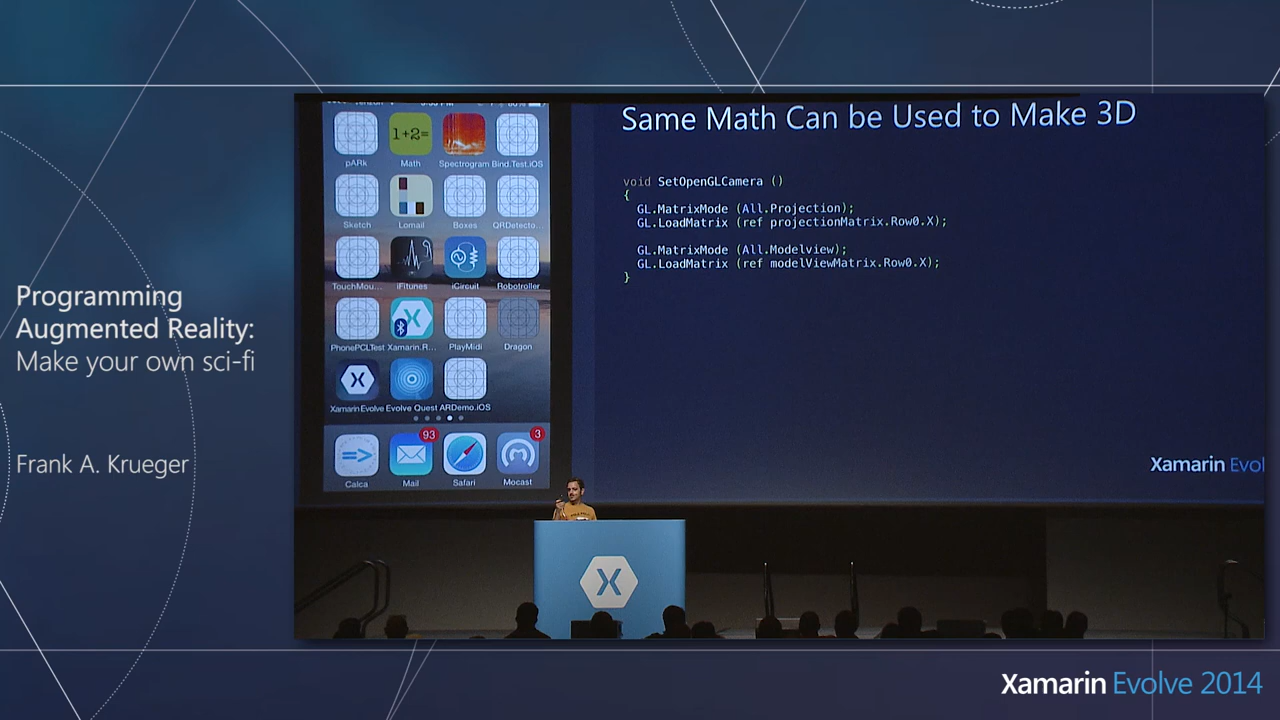 Programming
Augmented Reality:
Make your own sci-fi
Frank A. Krueger
pARk
Math
Spectrogram
Bind.Test.iOS
1+2=
Sketch
Lomail
Boxes
QRDetecto...
TouchMou...
iFitunes
iCircuit
Robotroller
PhonePCLTest
Xamarin.R...
PlayMidi
Dragon
Xamarin Evolve
Evolve Quest
ARDemo.iOS
93
3
Calca
Mail
Safari
Mocast
Same Math Can be Used to Make 3D
void SetOpenGLCamera ()
{
GL.MatrixMode (All.Projection);
GL.LoadMatrix (ref projectionMatrix.Row0.X);
GL.MatrixMode (All.Modelview);
GL.LoadMatrix (ref modelViewMatrix.Row0.X);
}
Xamarin Evol
Xamarin Evolve 2014